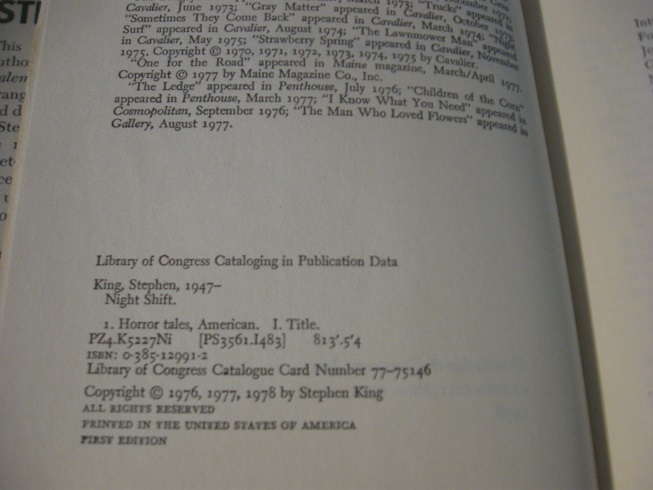 Cavalier, June 1973; "Gray Matter" appeared in Cavalier, October 1973;
"Sometimes They Come Back" appeared in Cavalier, March 1974; "Night
Surf" appeared in Cavalier, August 1974; "The Lawnmower Man" appeared
in Cavalier, May 1975; "Strawberry Spring" appeared in Cavalier, November
1975. Copyright © 1970, 1971, 1972, 1973, 1974, 1975 by Cavalier.
"One for the Road" appeared in Maine magazine, March/April 1977.
Copyright © 1977 by Maine Magazine Co., Inc.
"The Ledge" appeared in Penthouse, July 1976; "Children of the Corn"
appeared in Penthouse, March 1977; "I Know What You Need" appeared in
Cosmopolitan, September 1976; "The Man Who Loved Flowers" appeared in
Gallery, August 1977.
Library of Congress Cataloging in Publication Data
King, Stephen, 1947–
Night Shift.
1. Horror tales, American. I. Title.
PZ4.K5227Ni [PS3561.I483] 813'.5'4
ISBN: 0-385-12991-2
Library of Congress Catalogue Card Number 77–75146
Copyright © 1976, 1977, 1978 by Stephen King
ALL RIGHTS RESERVED
PRINTED IN THE UNITED STATES OF AMERICA
FIRST EDITION